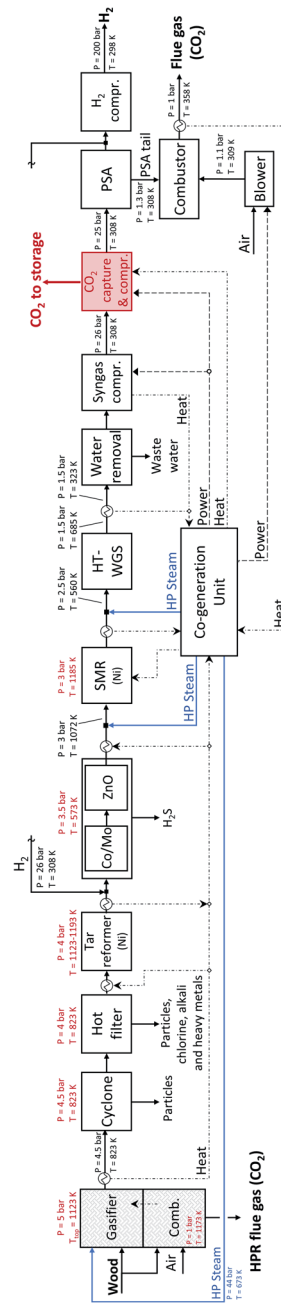 P = 5 bar
T_top = 1123 K
Gasifier
Comb.
P = 1 bar
T = 1173 K
Wood
Air
HP Steam
P = 44 bar
T = 673 K
HPR flue gas (CO₂)
P = 4.5 bar
T = 823 K
Heat
P = 4.5 bar
T = 823 K
Cyclone
Particles
P = 4 bar
T = 823 K
Hot
filter
Particles,
chlorine, alkali
and heavy metals
P = 4 bar
T = 1123-1193 K
Tar
reformer
(Ni)
H₂
P = 26 bar
T = 308 K
P = 3.5 bar
T = 573 K
Co/Mo
ZnO
H₂S
P = 3 bar
T = 1072 K
HP Steam
P = 3 bar
T = 1185 K
SMR
(Ni)
HP Steam
P = 2.5 bar
T = 560 K
HT-
WGS
P = 1.5 bar
T = 685 K
P = 1.5 bar
T = 323 K
Water
removal
Waste
water
Syngas
compr.
Heat
Co-generation
Unit
Power
Heat
Power
Heat
P = 26 bar
T = 308 K
CO₂ to storage
CO₂
capture
& compr.
P = 25 bar
T = 308 K
PSA
PSA tail
P = 1.3 bar
T = 308 K
H₂
compr.
P = 200 bar
T = 298 K
H₂
Combustor
P = 1 bar
T = 358 K
Flue gas
(CO₂)
P = 1.1 bar
T = 309 K
Blower
Air